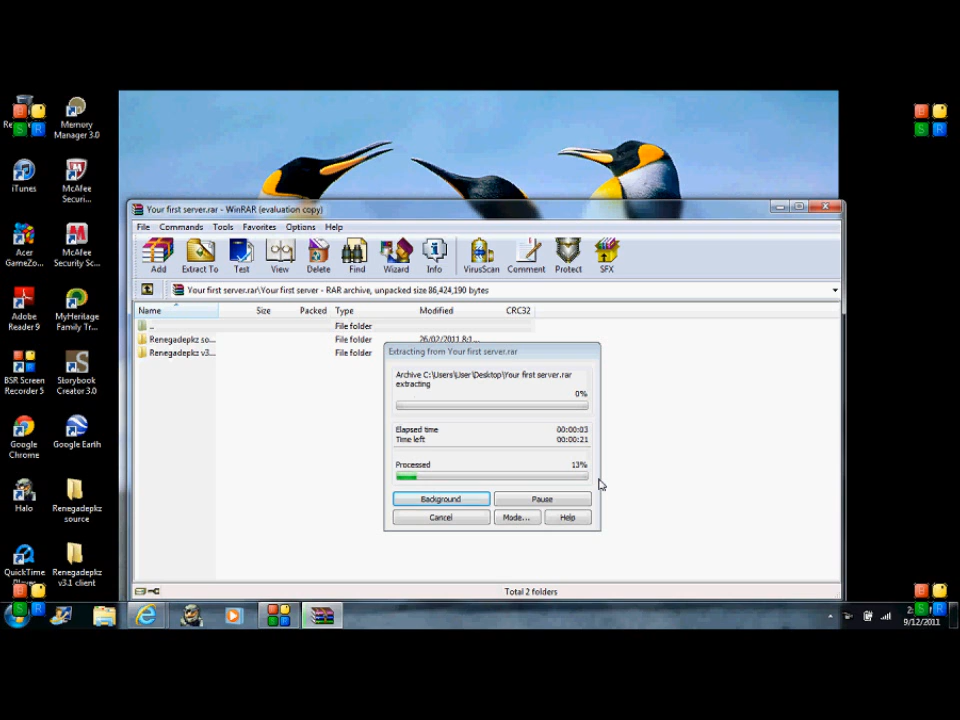 Memory
Manager 3.0
iTunes
McAfee
Securi...
Acer
GameZo...
McAfee
Security Sc...
Adobe
Reader 9
MyHeritage
Family Tr...
BSR Screen
Recorder 5
Storybook
Creator 3.0
Google
Chrome
Google Earth
Halo
Renegadepkz
source
QuickTime
Renegadepkz
v3.1 client
B
S R
B
S R
B
S R
B
S R
Your first server.rar - WinRAR (evaluation copy)
File Commands Tools Favorites Options Help
Add Extract To Test View Delete Find Wizard Info VirusScan Comment Protect SFX
Your first server.rar\Your first server - RAR archive, unpacked size 86,424,190 bytes
Name Size Packed Type Modified CRC32
.. File folder
Renegadepkz so... File folder 26/02/2011 8:1...
Renegadepkz v3... File folder
Extracting from Your first server.rar
Archive C:\Users\User\Desktop\Your first server.rar
extracting
0%
Elapsed time 00:00:03
Time left 00:00:21
Processed 13%
Background Pause
Cancel Mode... Help
Total 2 folders
9/12/2011